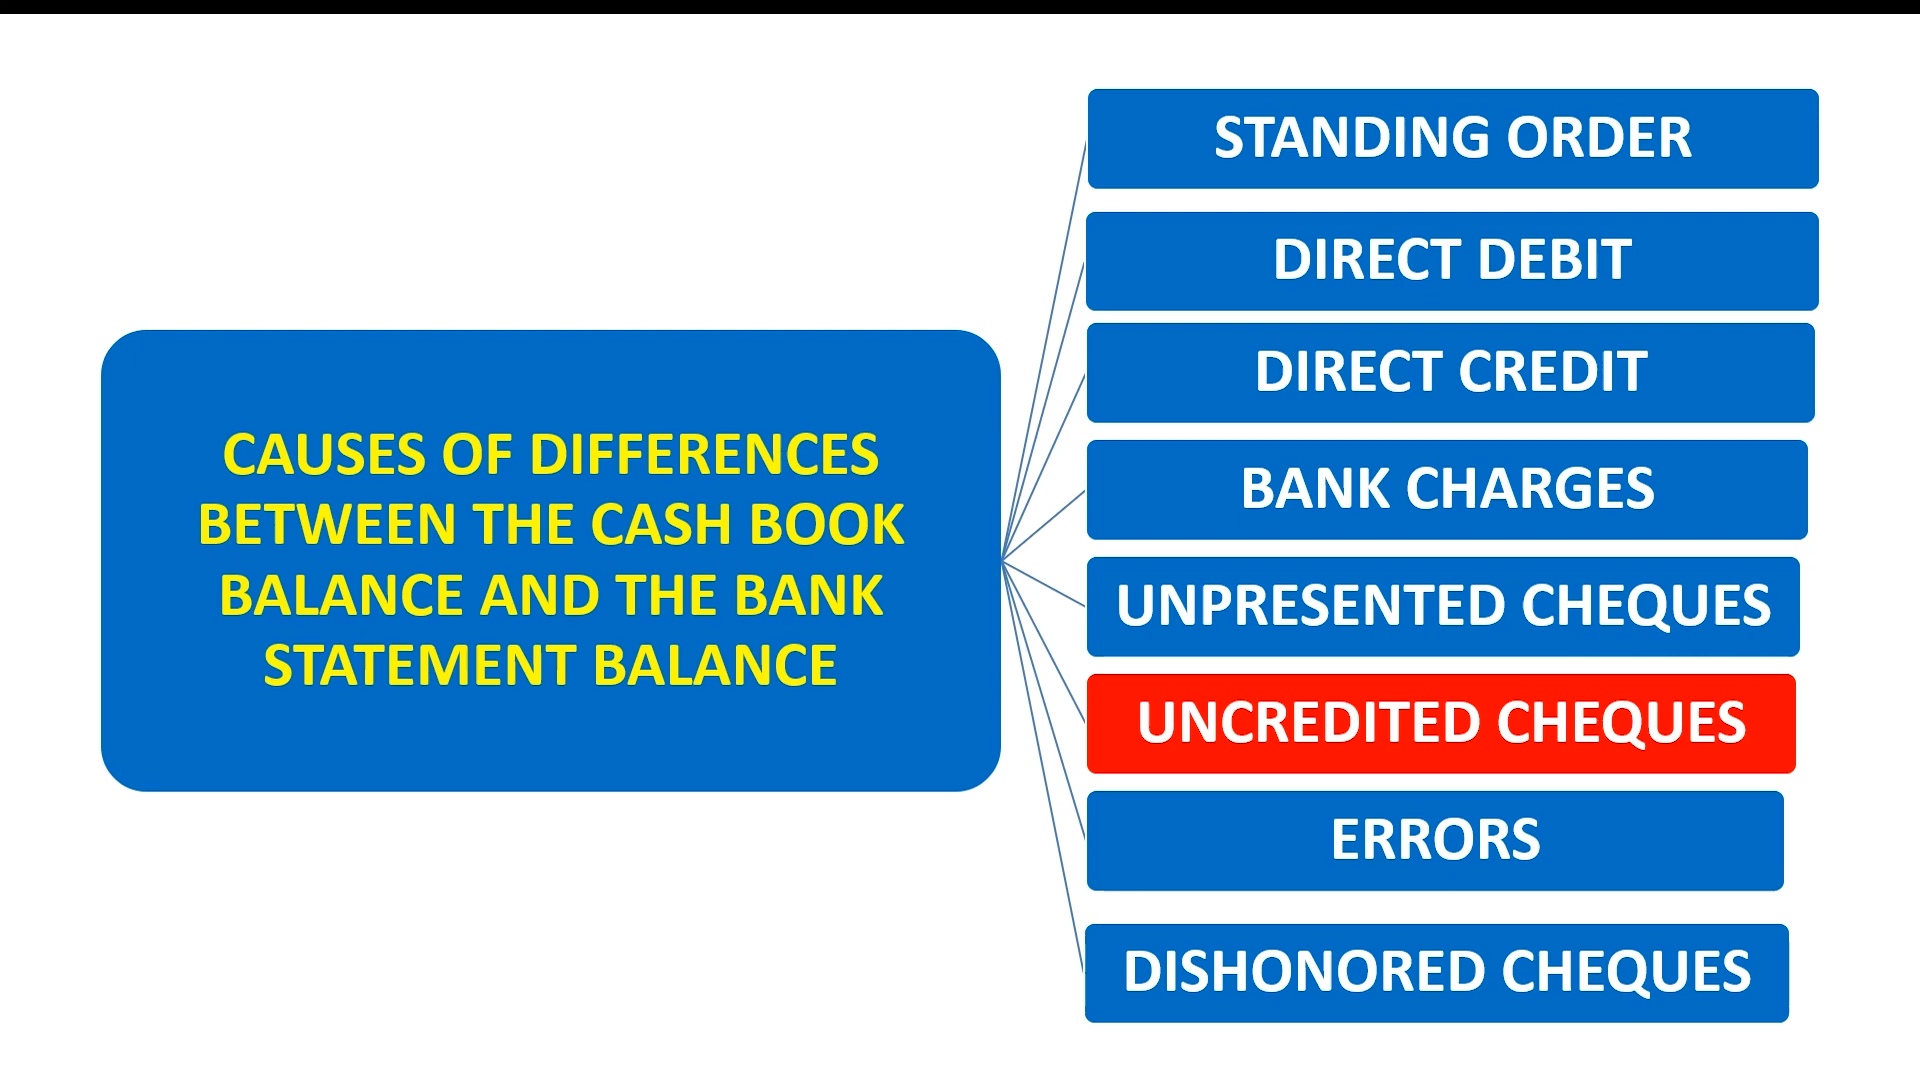 CAUSES OF DIFFERENCES
BETWEEN THE CASH BOOK
BALANCE AND THE BANK
STATEMENT BALANCE
STANDING ORDER
DIRECT DEBIT
DIRECT CREDIT
BANK CHARGES
UNPRESENTED CHEQUES
UNCREDITED CHEQUES
ERRORS
DISHONORED CHEQUES